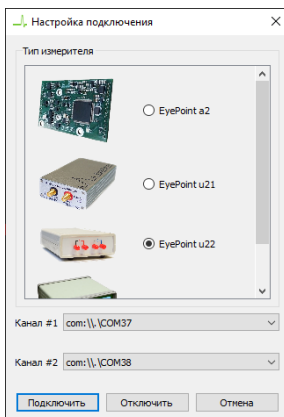 Настройка подключения
Тип измерителя
EyePoint a2
EyePoint u21
EyePoint u22
Канал #1 com:\\.\COM37
Канал #2 com:\\.\COM38
Подключить Отключить Отмена